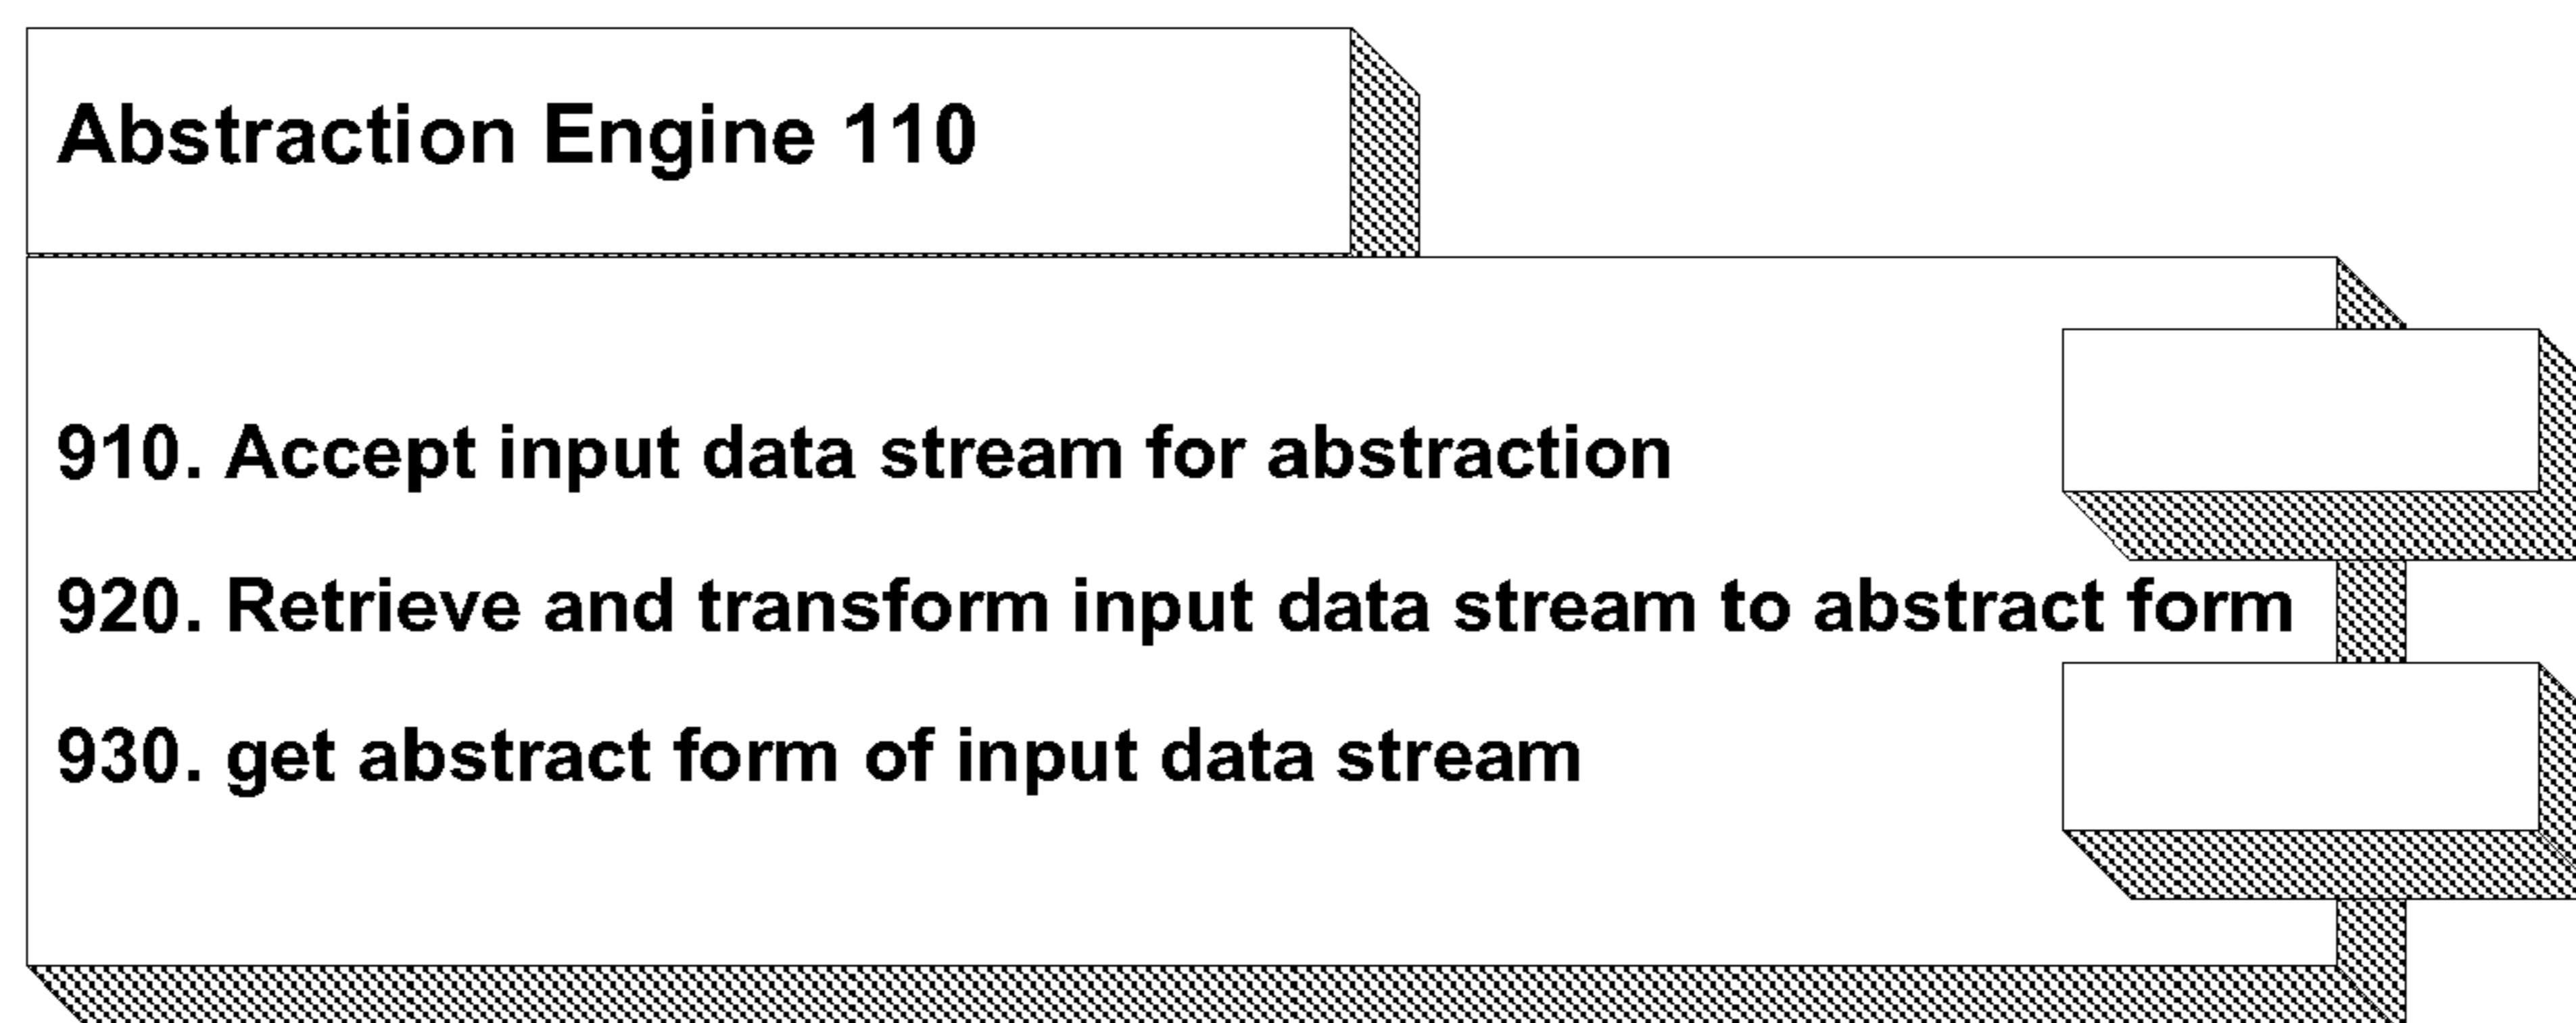 Abstraction Engine 110
910. Accept input data stream for abstraction
920. Retrieve and transform input data stream to abstract form
930. get abstract form of input data stream